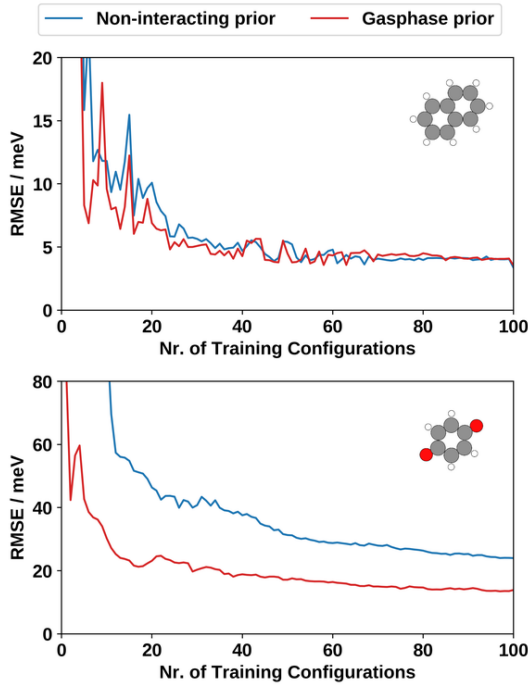 Non-interacting prior Gasphase prior
20
15
10
5
0
RMSE / meV
0 20 40 60 80 100
Nr. of Training Configurations
80
60
40
20
0
RMSE / meV
0 20 40 60 80 100
Nr. of Training Configurations